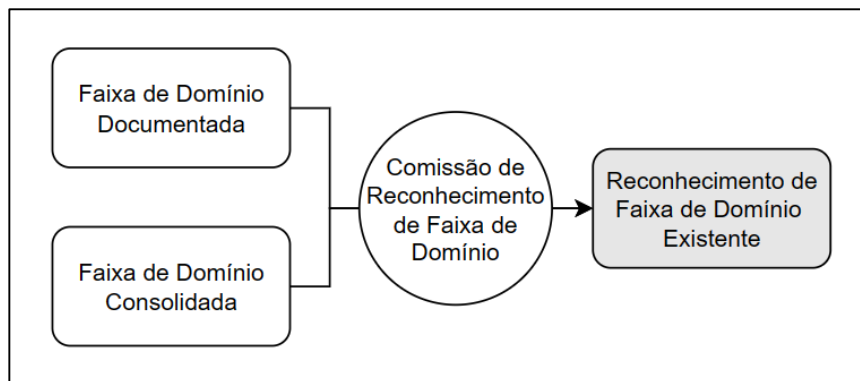 Faixa de Domínio
Documentada
Faixa de Domínio
Consolidada
Comissão de
Reconhecimento
de Faixa de
Domínio
Reconhecimento de
Faixa de Domínio
Existente